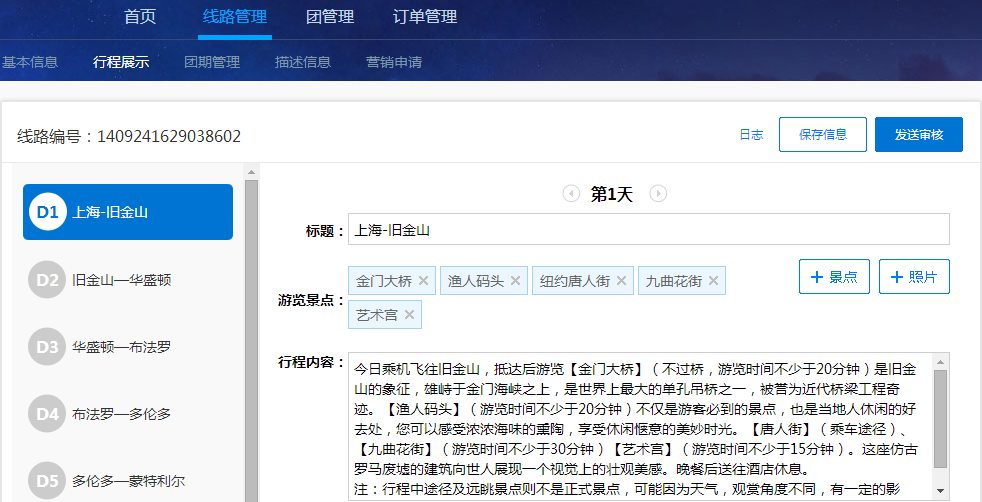 首页 线路管理 团管理 订单管理
基本信息 行程展示 团期管理 描述信息 营销申请
线路编号：1409241629038602 日志 保存信息 发送审核
D1 上海-旧金山
D2 旧金山—华盛顿
D3 华盛顿—布法罗
D4 布法罗—多伦多
D5 多伦多—蒙特利尔
第1天
标题： 上海-旧金山
游览景点： 金门大桥 × 渔人码头 × 纽约唐人街 × 九曲花街 ×
艺术宫 ×
+ 景点 + 照片
行程内容： 今日乘机飞往旧金山，抵达后游览【金门大桥】（不过桥，游览时间不少于20分钟）是旧金
山的象征，雄峙于金门海峡之上，是世界上最大的单孔吊桥之一，被誉为近代桥梁工程奇
迹。【渔人码头】（游览时间不少于20分钟）不仅是游客必到的景点，也是当地人休闲的好
去处，您可以感受浓浓海味的熏陶，享受休闲惬意的美妙时光。【唐人街】（乘车途径）、
【九曲花街】（游览时间不少于30分钟）【艺术宫】（游览时间不少于15分钟）。这座仿古
罗马废墟的建筑向世人展现一个视觉上的壮观美感。晚餐后送往酒店休息。
注：行程中途径及远眺景点则不是正式景点，可能因为天气，观赏角度不同，有一定的影